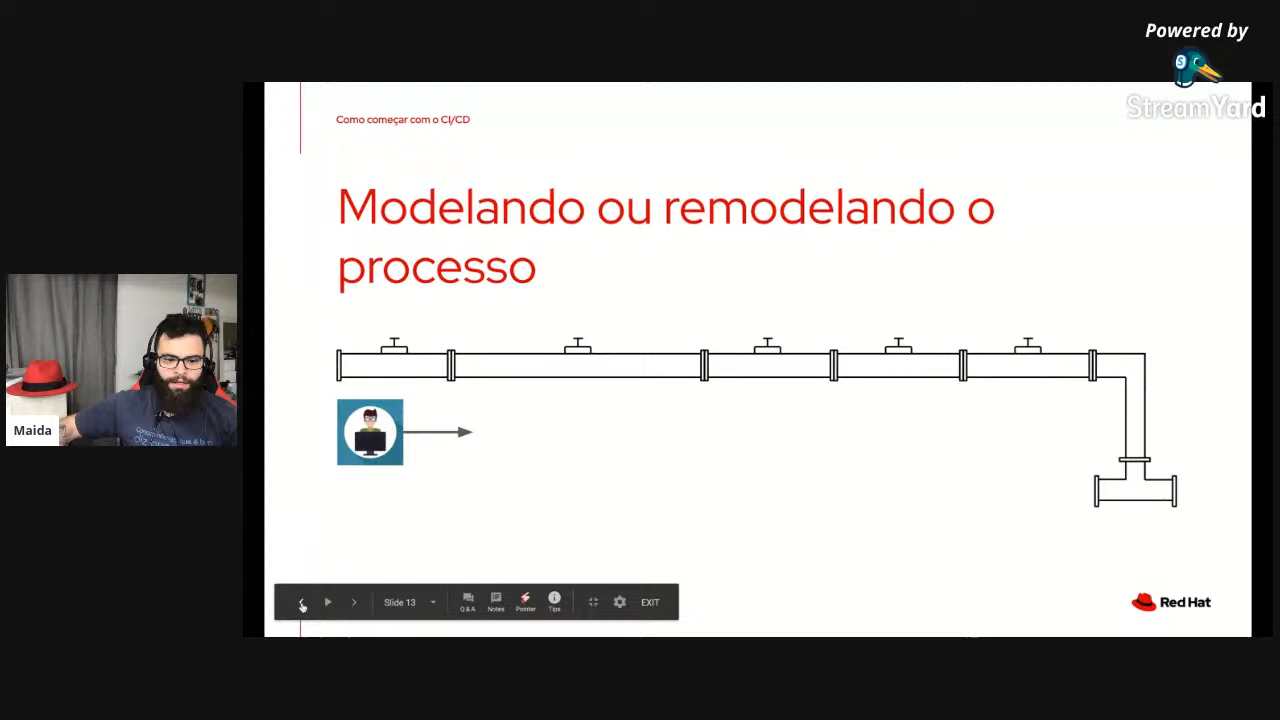 Powered by
StreamYard
Como começar com o CI/CD
Modelando ou remodelando o
processo
Maida
Slide 13
Q & A
Notes
Pointer
Tips
EXIT
Red Hat